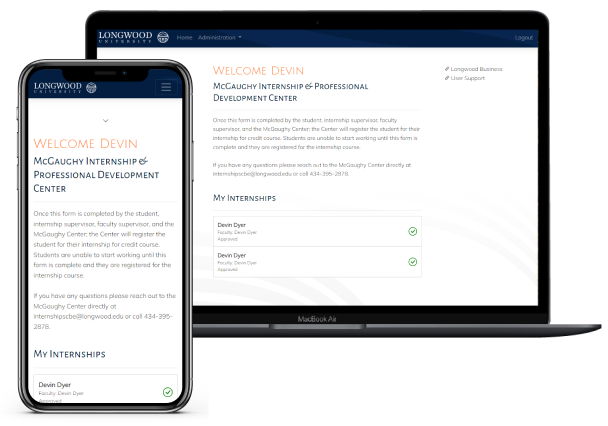 LONGWOOD
UNIVERSITY
Home Administration
Logout
WELCOME DEVIN
MCGAUGHY INTERNSHIP & PROFESSIONAL
DEVELOPMENT CENTER
Once this form is completed by the student, internship supervisor, faculty
supervisor, and the McGaughy Center; the Center will register the student for their
internship for credit course. Students are unable to start working until this form is
complete and they are registered for the internship course.
If you have any questions please reach out to the McGaughy Center directly at
internshipscbe@longwood.edu or call 434-395-2878.
MY INTERNSHIPS
Devin Dyer
Faculty: Devin Dyer
Approved
Devin Dyer
Faculty: Devin Dyer
Approved
Longwood Business
User Support
MacBook Air
LONGWOOD
UNIVERSITY
WELCOME DEVIN
MCGAUGHY INTERNSHIP &
PROFESSIONAL DEVELOPMENT
CENTER
Once this form is completed by the student,
internship supervisor, faculty supervisor, and the
McGaughy Center; the Center will register the
student for their internship for credit course.
Students are unable to start working until this
form is complete and they are registered for the
internship course.
If you have any questions please reach out to the
McGaughy Center directly at
internshipscbe@longwood.edu or call 434-395-
2878.
MY INTERNSHIPS
Devin Dyer
Faculty: Devin Dyer
Approved